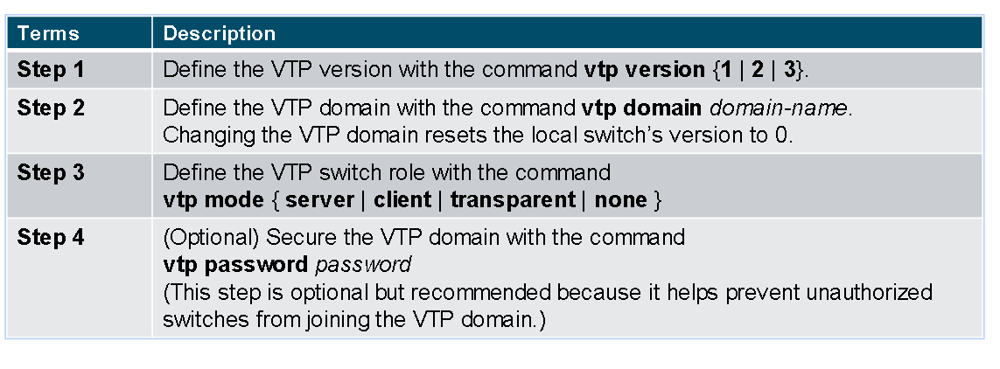 Terms Description
Step 1 Define the VTP version with the command vtp version {1 | 2 | 3}.
Step 2 Define the VTP domain with the command vtp domain domain-name.
Changing the VTP domain resets the local switch's version to 0.
Step 3 Define the VTP switch role with the command
vtp mode { server | client | transparent | none }
Step 4 (Optional) Secure the VTP domain with the command
vtp password password
(This step is optional but recommended because it helps prevent unauthorized
switches from joining the VTP domain.)